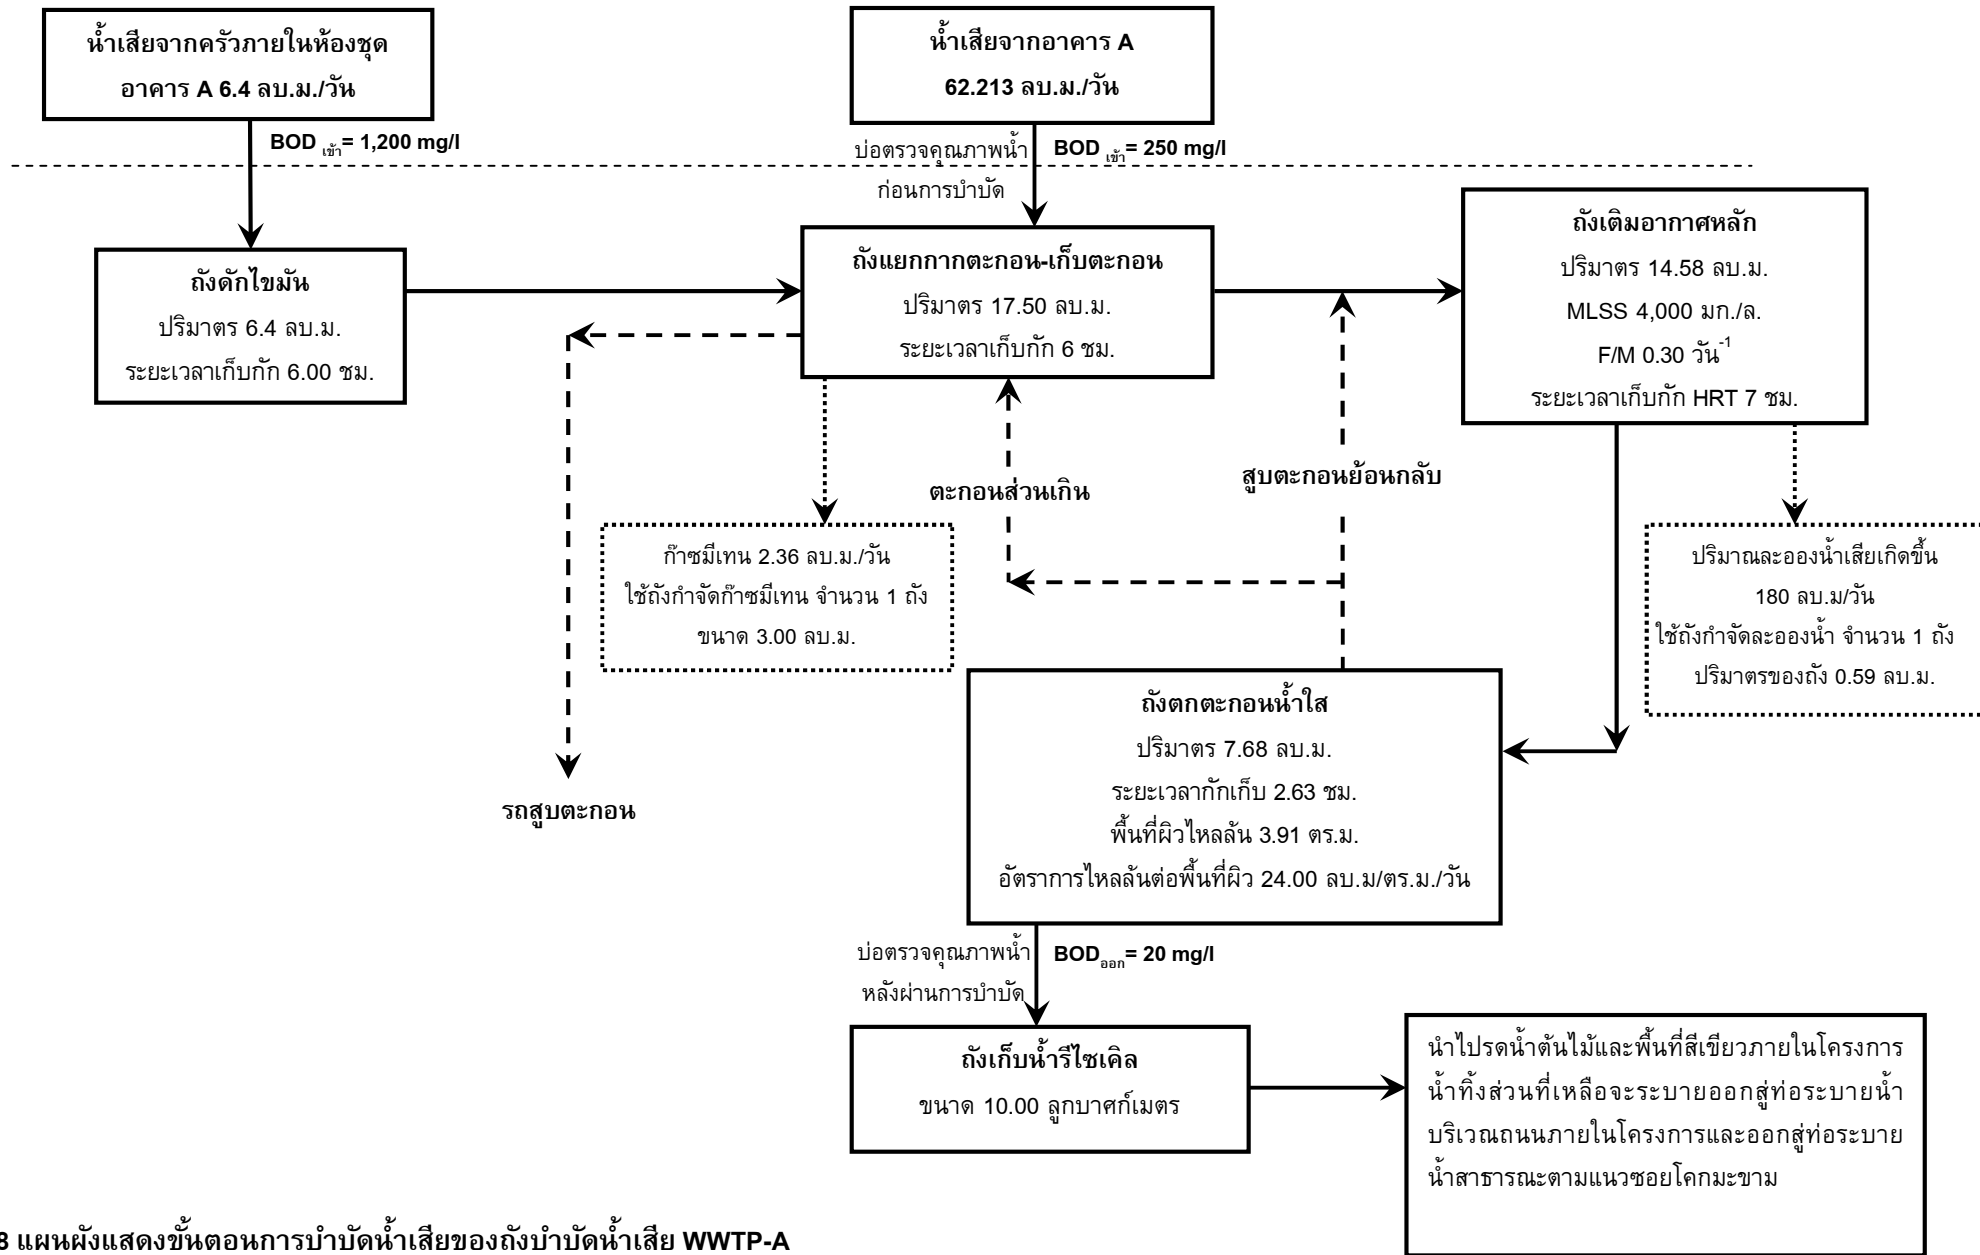 น้ำเสียจากครัวภายในห้องชุด
อาคาร A 6.4 ลบ.ม./วัน
น้ำเสียจากอาคาร A
62.213 ลบ.ม./วัน
BOD เข้า= 1,200 mg/l
บ่อตรวจคุณภาพน้ำ
ก่อนการบำบัด
BOD เข้า= 250 mg/l
ถังดักไขมัน
ปริมาตร 6.4 ลบ.ม.
ระยะเวลาเก็บกัก 6.00 ชม.
ถังแยกกากตะกอน-เก็บตะกอน
ปริมาตร 17.50 ลบ.ม.
ระยะเวลาเก็บกัก 6 ชม.
ถังเติมอากาศหลัก
ปริมาตร 14.58 ลบ.ม.
MLSS 4,000 มก./ล.
F/M 0.30 วัน-1
ระยะเวลาเก็บกัก HRT 7 ชม.
ตะกอนส่วนเกิน
สูบตะกอนย้อนกลับ
ก๊าซมีเทน 2.36 ลบ.ม./วัน
ใช้ถังกำจัดก๊าซมีเทน จำนวน 1 ถัง
ขนาด 3.00 ลบ.ม.
ปริมาณละอองน้ำเสียเกิดขึ้น
180 ลบ.ม/วัน
ใช้ถังกำจัดละอองน้ำ จำนวน 1 ถัง
ปริมาตรของถัง 0.59 ลบ.ม.
รถสูบตะกอน
ถังตกตะกอนน้ำใส
ปริมาตร 7.68 ลบ.ม.
ระยะเวลากักเก็บ 2.63 ชม.
พื้นที่ผิวไหลล้น 3.91 ตร.ม.
อัตราการไหลล้นต่อพื้นที่ผิว 24.00 ลบ.ม/ตร.ม./วัน
บ่อตรวจคุณภาพน้ำ
หลังผ่านการบำบัด
BODออก= 20 mg/l
ถังเก็บน้ำรีไซเคิล
ขนาด 10.00 ลูกบาศก์เมตร
นำไปรดน้ำต้นไม้และพื้นที่สีเขียวภายในโครงการ
น้ำทิ้งส่วนที่เหลือจะระบายออกสู่ท่อระบายน้ำ
บริเวณถนนภายในโครงการและออกสู่ท่อระบาย
น้ำสาธารณะตามแนวซอยโคกมะขาม
8 แผนผังแสดงขั้นตอนการบำบัดน้ำเสียของถังบำบัดน้ำเสีย WWTP-A